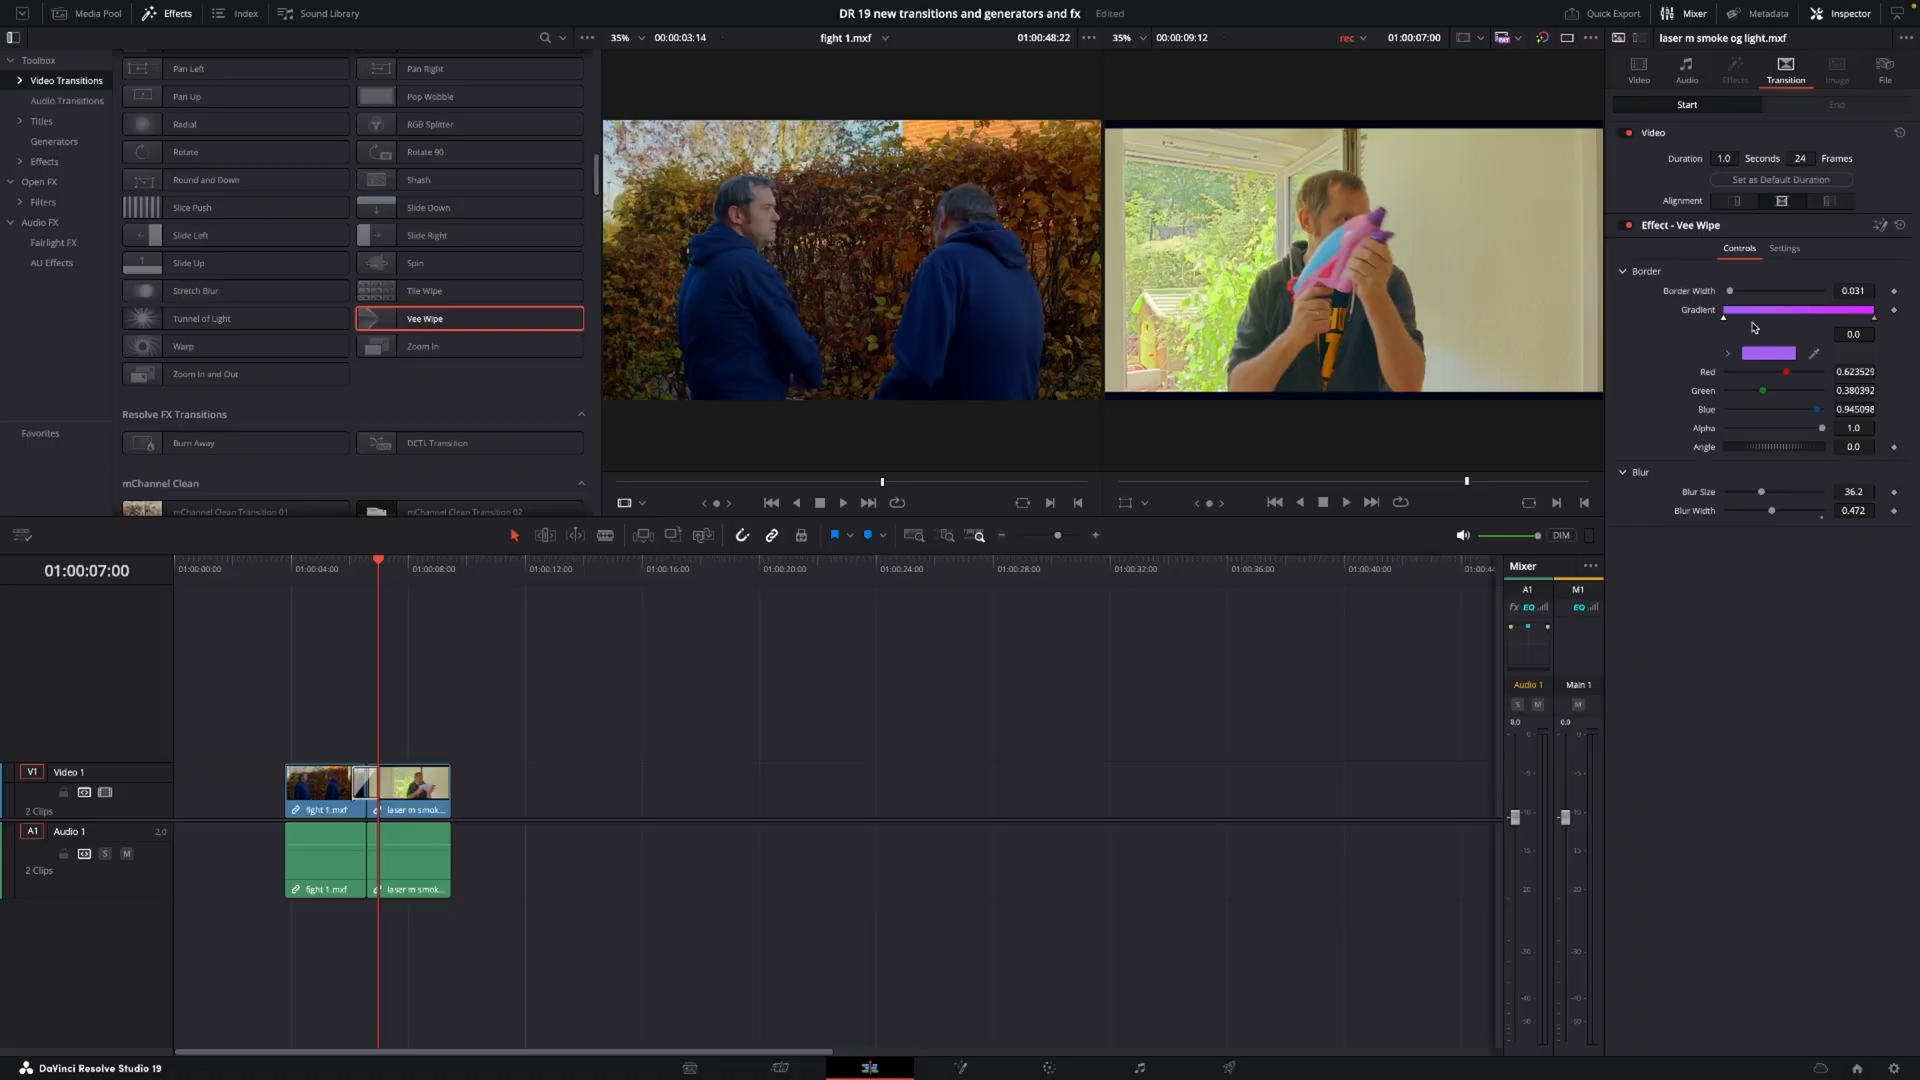 Media Pool
Effects
Index
Sound Library
DR 19 new transitions and generators and fx
Edited
Quick Export
Mixer
Metadata
Inspector
35%
00:00:03:14
fight 1.mxf
01:00:48:22
35%
00:00:09:12
rec
01:00:07:00
laser m smoke og light.mxf
Toolbox
Video Transitions
Audio Transitions
Titles
Generators
Effects
Open FX
Filters
Audio FX
Fairlight FX
AU Effects
Favorites
Pan Left
Pan Right
Pan Up
Pop Wobble
Radial
RGB Splitter
Rotate
Rotate 90
Round and Down
Shash
Slice Push
Slide Down
Slide Left
Slide Right
Slide Up
Spin
Stretch Blur
Tile Wipe
Tunnel of Light
Vee Wipe
Warp
Zoom In
Zoom In and Out
Resolve FX Transitions
Burn Away
DCTL Transition
mChannel Clean
mChannel Clean Transition 01
mChannel Clean Transition 02
Video
Audio
Effects
Transition
Image
File
Start
End
Video
Duration 1.0 Seconds 24 Frames
Set as Default Duration
Alignment
Effect - Vee Wipe
Controls
Settings
Border
Border Width 0.031
Gradient
0.0
Red 0.623529
Green 0.380392
Blue 0.945098
Alpha 1.0
Angle 0.0
Blur
Blur Size 36.2
Blur Width 0.472
DIM
01:00:07:00
01:00:00:00
01:00:04:00
01:00:08:00
01:00:12:00
01:00:16:00
01:00:20:00
01:00:24:00
01:00:28:00
01:00:32:00
01:00:36:00
01:00:40:00
01:00:44
Mixer
A1
M1
fx EQ
EQ
Audio 1
Main 1
S M
M
V1 Video 1
2 Clips
fight 1.mxf
laser m smok...
A1 Audio 1 2.0
S M
2 Clips
fight 1.mxf
laser m smok...
DaVinci Resolve Studio 19